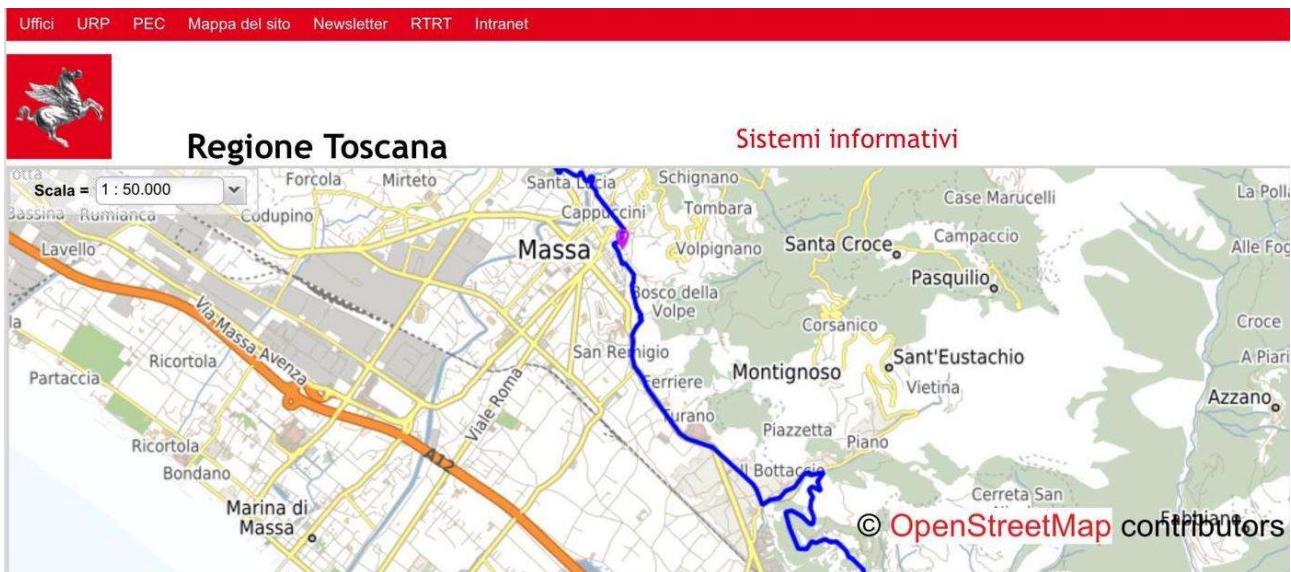 Uffici URP PEC Mappa del sito Newsletter RTRT Intranet
Regione Toscana
Sistemi informativi
Scala = 1 : 50.000
Forcola
Mirteto
Santa Lucia
Schignano
Case Marucelli
Bassina
Rumianca
Codupino
Cappuccini
Tombara
Lavello
Massa
Volpignano
Santa Croce
Campaccio
Alle Fog
La Polla
Pasquilio
Bosco della
Volpe
Via Massa Avenza
Corsanico
Croce
Ricortola
San Remigio
Montignoso
Sant'Eustachio
A Piari
Partaccia
Ferriere
Vietina
Azzano
Viale Roma
Turano
Piazzetta
Piano
Ricortola
Bondano
A12
Il Bottaccio
Marina di
Massa
Cerreta San
© OpenStreetMap contributors
Fabbiano